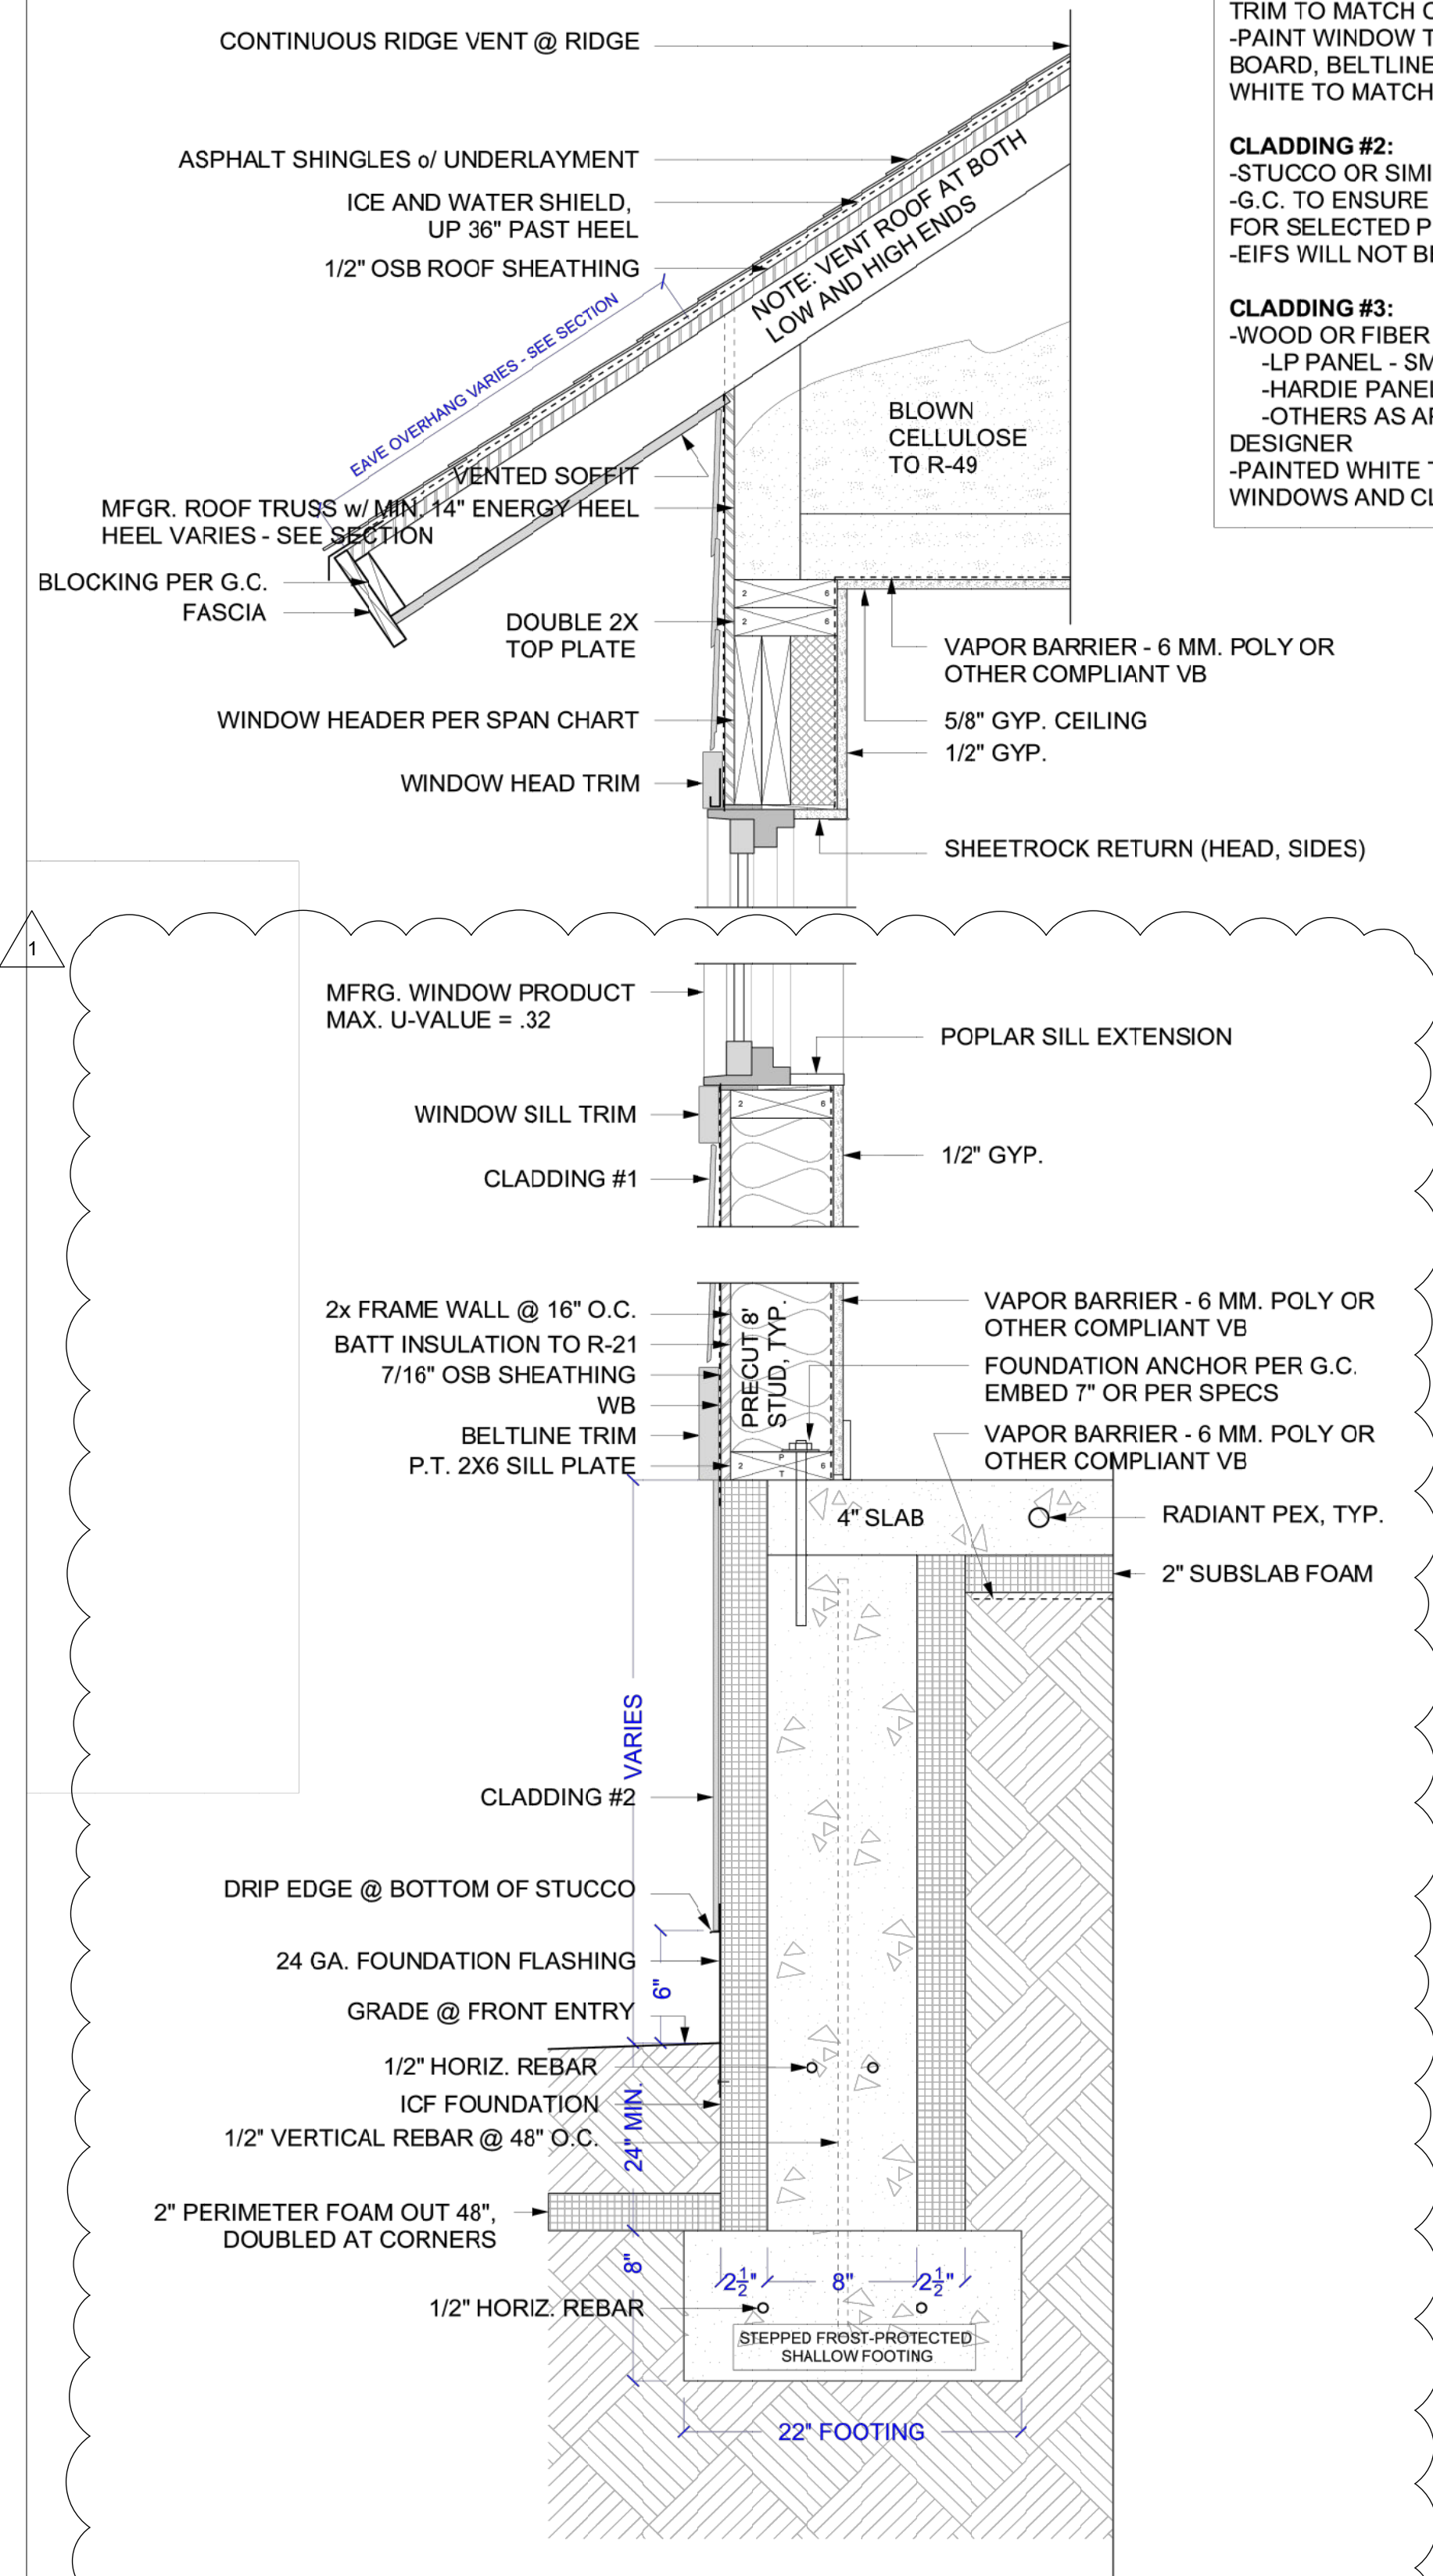 CONTINUOUS RIDGE VENT @ RIDGE
ASPHALT SHINGLES o/ UNDERLAYMENT
ICE AND WATER SHIELD,
UP 36" PAST HEEL
1/2" OSB ROOF SHEATHING
NOTE: VENT ROOF AT BOTH
LOW AND HIGH ENDS
EAVE OVERHANG VARIES - SEE SECTION
BLOWN
CELLULOSE
TO R-49
VENTED SOFFIT
MFGR. ROOF TRUSS w/ MIN. 14" ENERGY HEEL
HEEL VARIES - SEE SECTION
BLOCKING PER G.C.
FASCIA
DOUBLE 2X
TOP PLATE
2 6
2 6
VAPOR BARRIER - 6 MM. POLY OR
OTHER COMPLIANT VB
WINDOW HEADER PER SPAN CHART
5/8" GYP. CEILING
1/2" GYP.
WINDOW HEAD TRIM
SHEETROCK RETURN (HEAD, SIDES)
TRIM TO MATCH
-PAINT WINDOW
BOARD, BELTLINE
WHITE TO MATCH
CLADDING #2:
-STUCCO OR
-G.C. TO ENSURE
FOR SELECTED
-EIFS WILL NOT
CLADDING #3:
-WOOD OR FIBER
-LP PANEL -
-HARDIE
-OTHERS AS
DESIGNER
-PAINTED WHITE
WINDOWS AND
1
MFRG. WINDOW PRODUCT
MAX. U-VALUE = .32
POPLAR SILL EXTENSION
WINDOW SILL TRIM
2 6
1/2" GYP.
CLADDING #1
2x FRAME WALL @ 16" O.C.
BATT INSULATION TO R-21
7/16" OSB SHEATHING
WB
BELTLINE TRIM
P.T. 2X6 SILL PLATE
PRECUT 8'
STUD, TYP.
2 P T 6
VAPOR BARRIER - 6 MM. POLY OR
OTHER COMPLIANT VB
FOUNDATION ANCHOR PER G.C.
EMBED 7" OR PER SPECS
VAPOR BARRIER - 6 MM. POLY OR
OTHER COMPLIANT VB
4" SLAB
RADIANT PEX, TYP.
2" SUBSLAB FOAM
VARIES
CLADDING #2
DRIP EDGE @ BOTTOM OF STUCCO
24 GA. FOUNDATION FLASHING
6"
GRADE @ FRONT ENTRY
1/2" HORIZ. REBAR
ICF FOUNDATION
1/2" VERTICAL REBAR @ 48" O.C.
24" MIN.
2" PERIMETER FOAM OUT 48",
DOUBLED AT CORNERS
8"
2½" 8" 2½"
1/2" HORIZ. REBAR
STEPPED FROST-PROTECTED
SHALLOW FOOTING
22" FOOTING